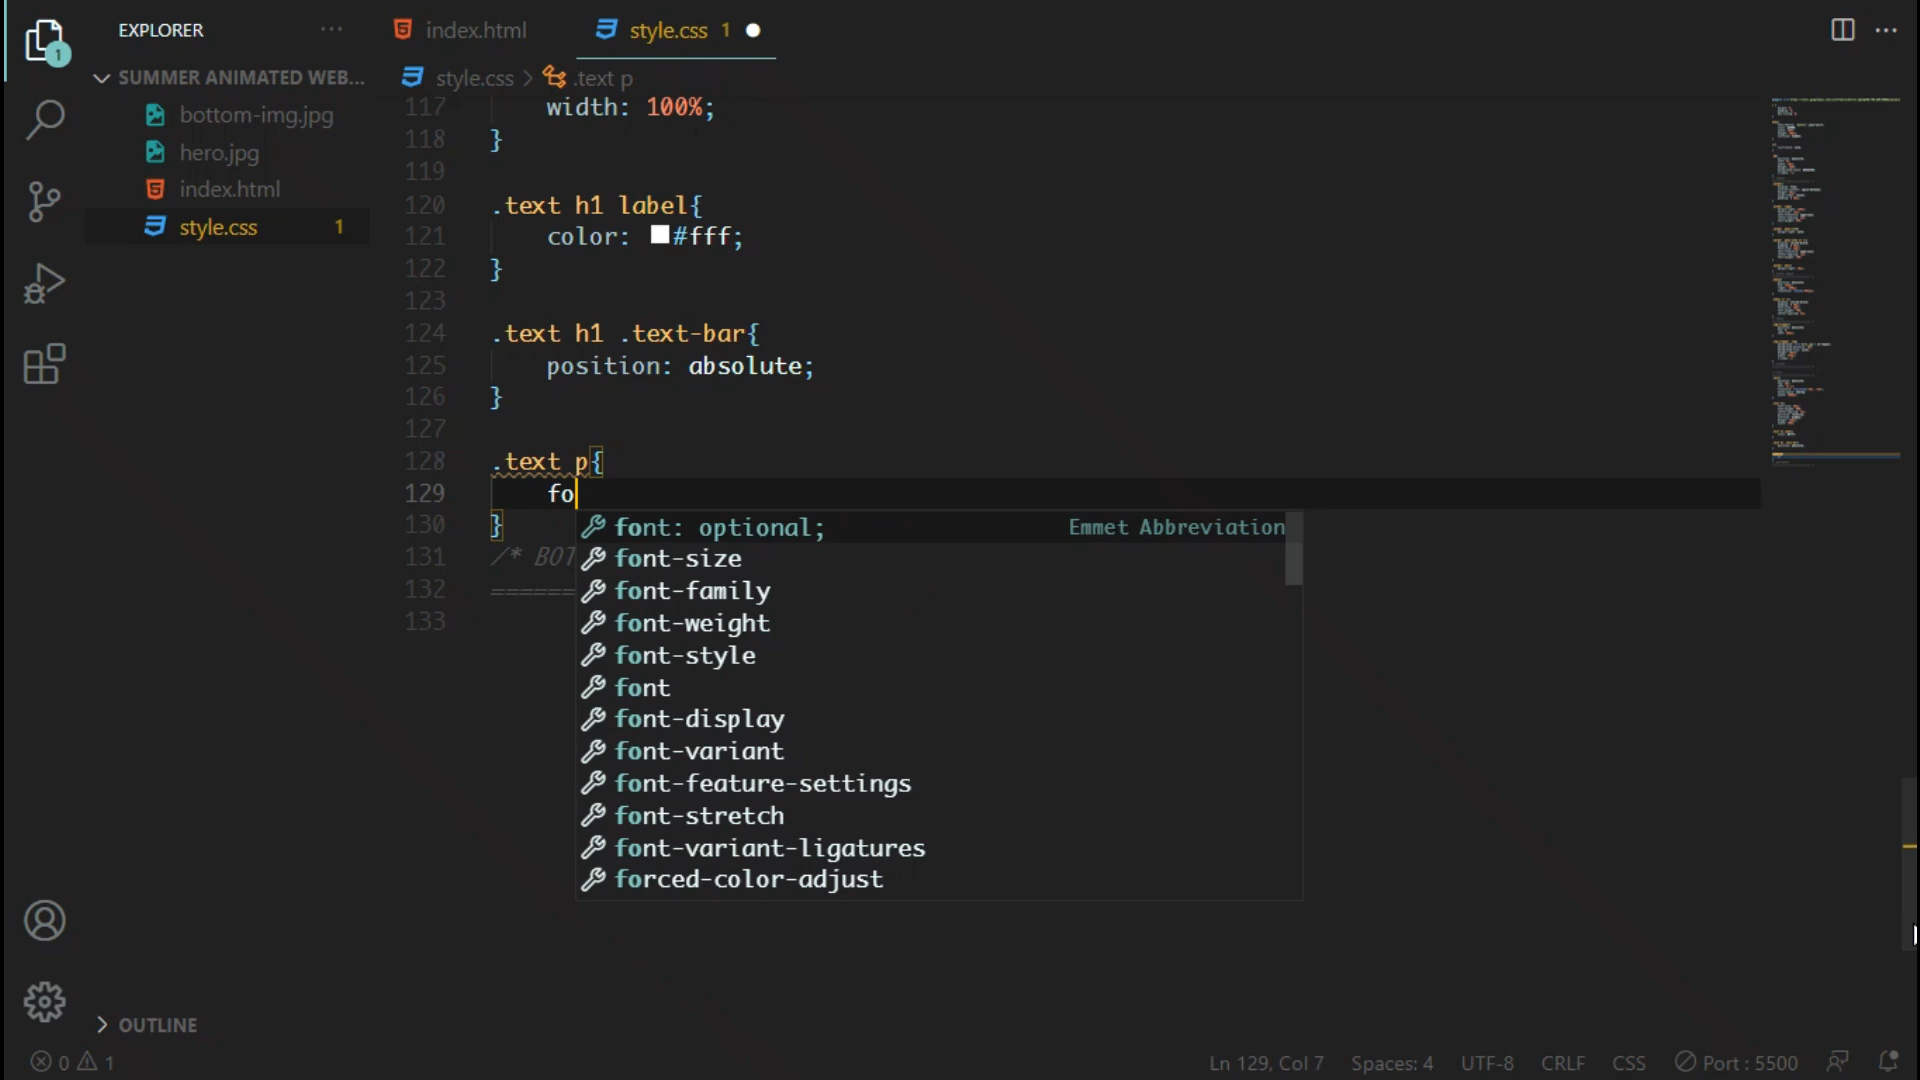 EXPLORER
SUMMER ANIMATED WEB...
bottom-img.jpg
hero.jpg
index.html
style.css 1
1
index.html
style.css 1
style.css > .text p
117 width: 100%;
118 }
119
120 .text h1 label{
121 color: #fff;
122 }
123
124 .text h1 .text-bar{
125 position: absolute;
126 }
127
128 .text p{
129 fo
130 }
131 /* BOT
132 ======
133
font: optional; Emmet Abbreviation
font-size
font-family
font-weight
font-style
font
font-display
font-variant
font-feature-settings
font-stretch
font-variant-ligatures
forced-color-adjust
OUTLINE
0 1
Ln 129, Col 7 Spaces: 4 UTF-8 CRLF CSS Port : 5500